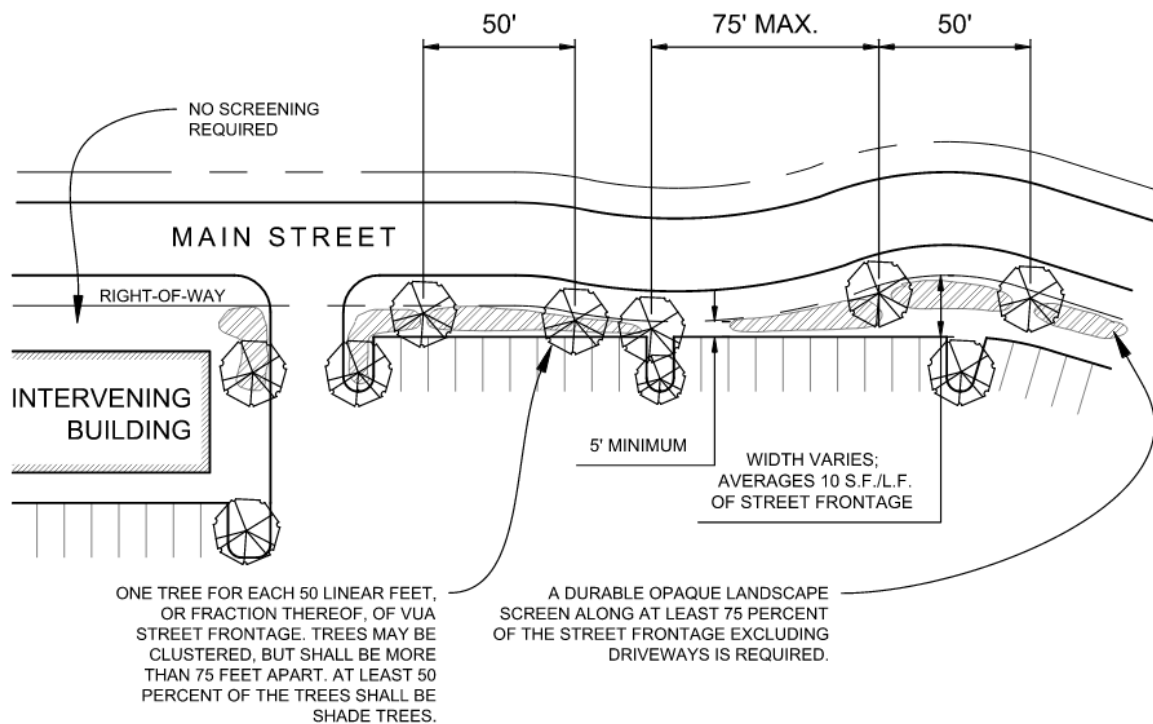 50'
75' MAX.
50'
NO SCREENING
REQUIRED
MAIN STREET
RIGHT-OF-WAY
INTERVENING
BUILDING
5' MINIMUM
WIDTH VARIES;
AVERAGES 10 S.F./L.F.
OF STREET FRONTAGE
ONE TREE FOR EACH 50 LINEAR FEET,
OR FRACTION THEREOF, OF VUA
STREET FRONTAGE. TREES MAY BE
CLUSTERED, BUT SHALL BE MORE
THAN 75 FEET APART. AT LEAST 50
PERCENT OF THE TREES SHALL BE
SHADE TREES.
A DURABLE OPAQUE LANDSCAPE
SCREEN ALONG AT LEAST 75 PERCENT
OF THE STREET FRONTAGE EXCLUDING
DRIVEWAYS IS REQUIRED.